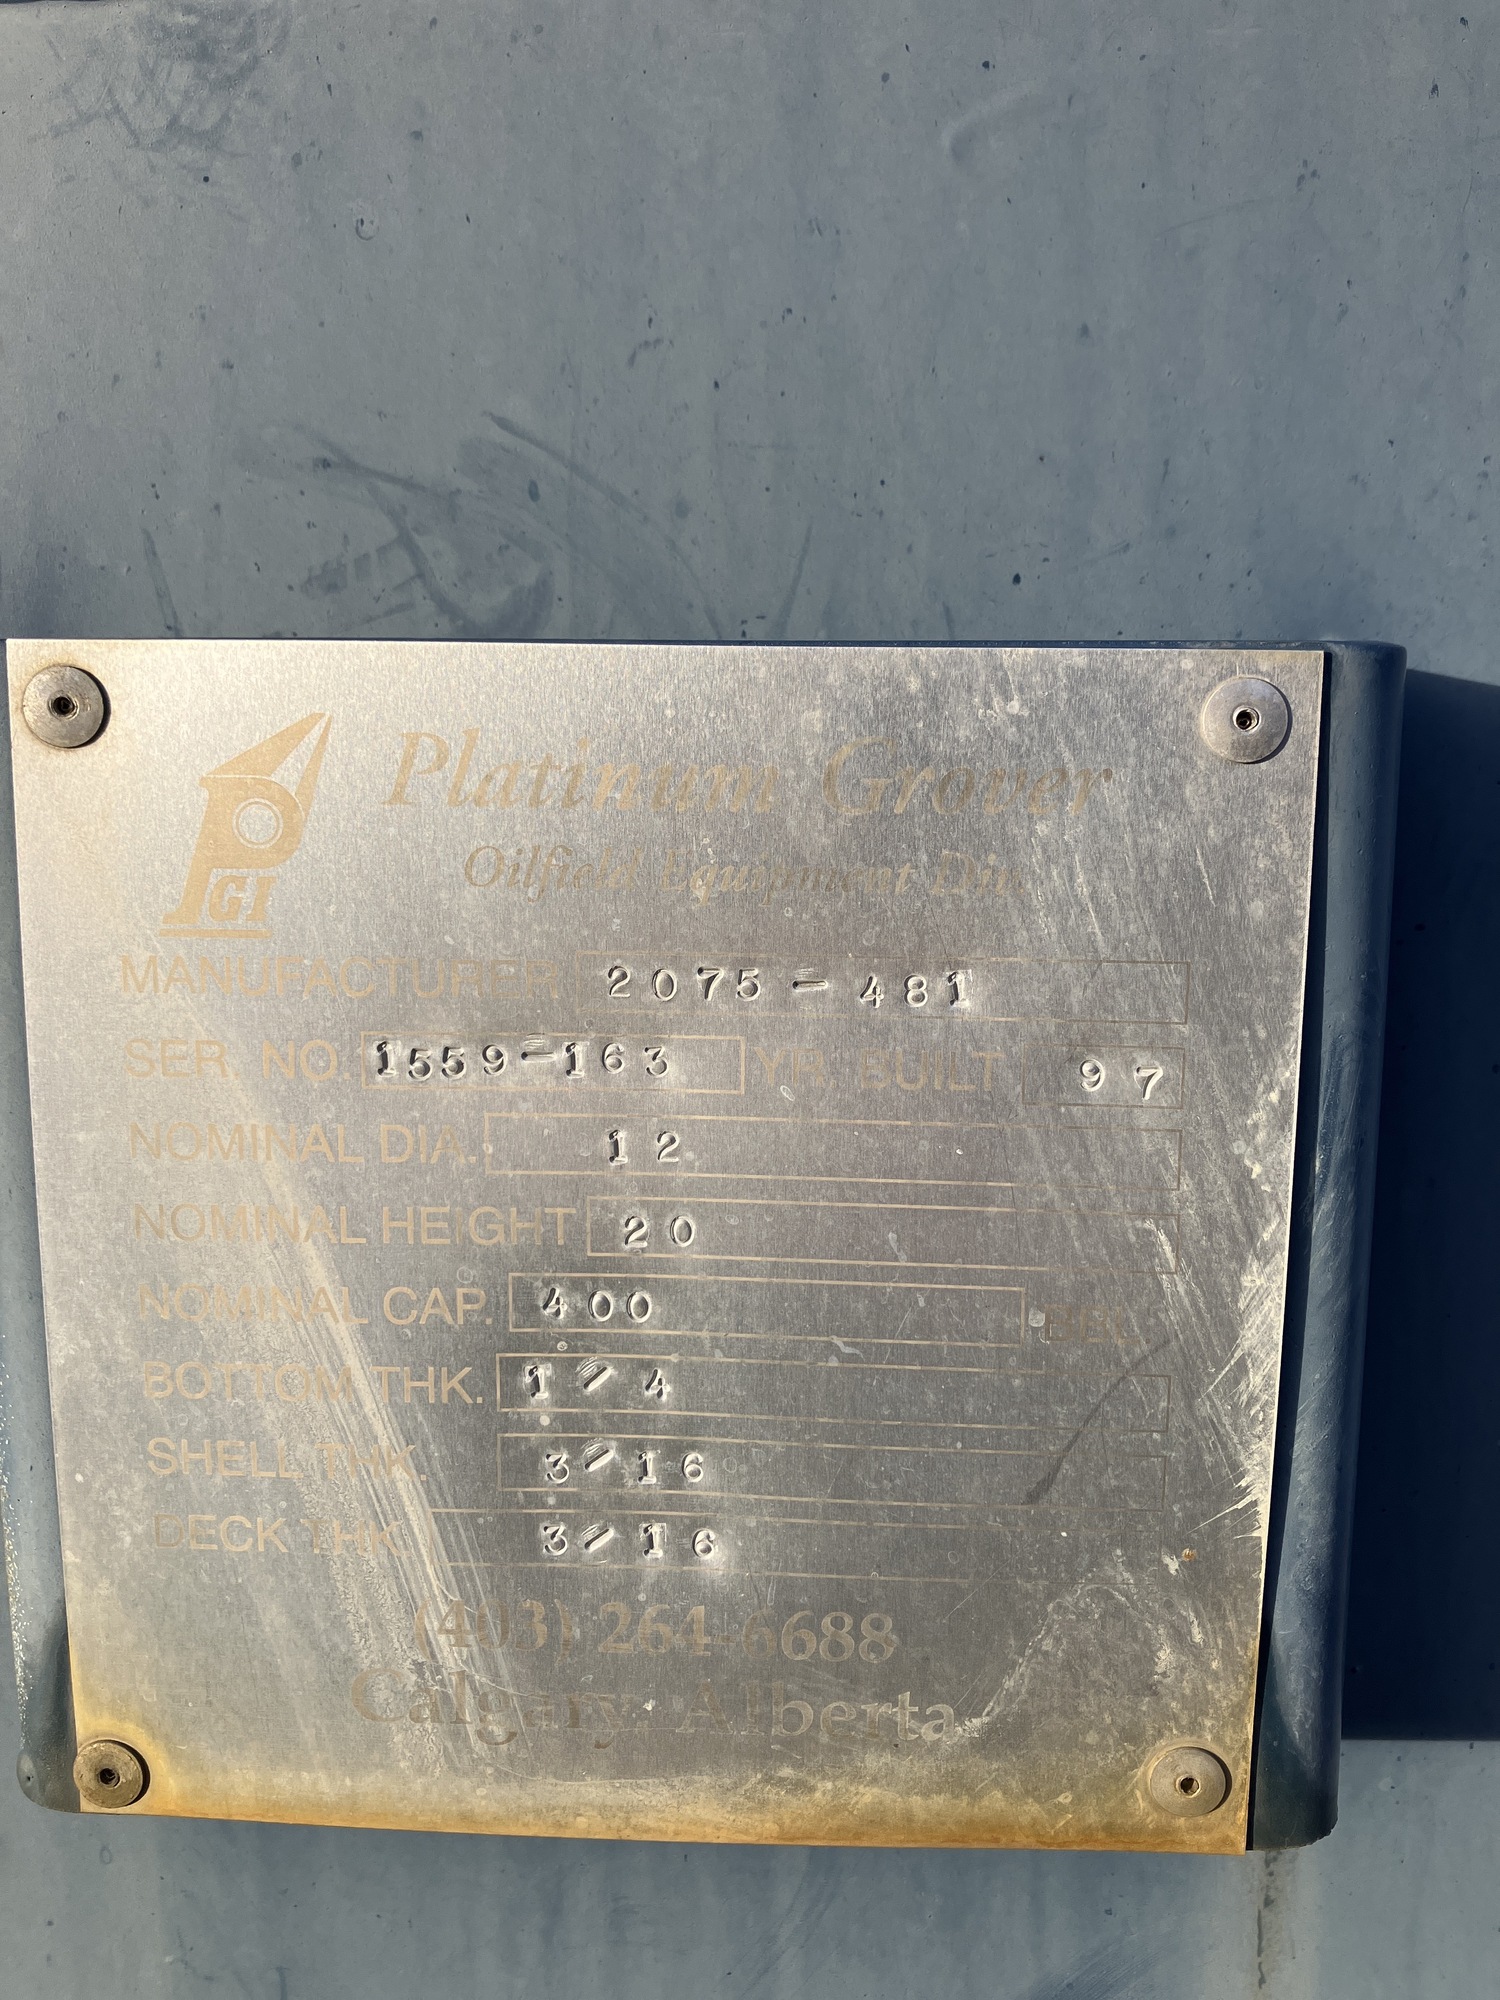 PGI
Platinum Grover
Oilfield Equipment Div.
MANUFACTURER 2075-481
SER. NO. 1559-163 YR. BUILT 97
NOMINAL DIA. 12
NOMINAL HEIGHT 20
NOMINAL CAP. 400 BBL.
BOTTOM THK. 1/4
SHELL THK. 3/16
DECK THK. 3/16
(403) 264-6688
Calgary, Alberta